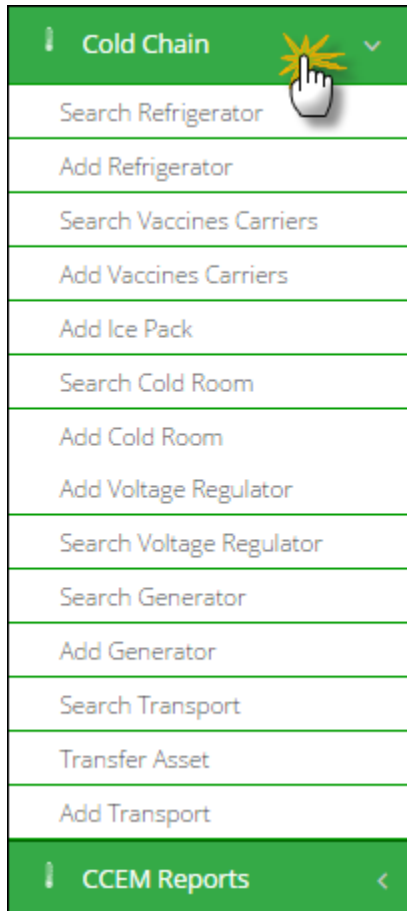 Cold Chain
Search Refrigerator
Add Refrigerator
Search Vaccines Carriers
Add Vaccines Carriers
Add Ice Pack
Search Cold Room
Add Cold Room
Add Voltage Regulator
Search Voltage Regulator
Search Generator
Add Generator
Search Transport
Transfer Asset
Add Transport
CCEM Reports